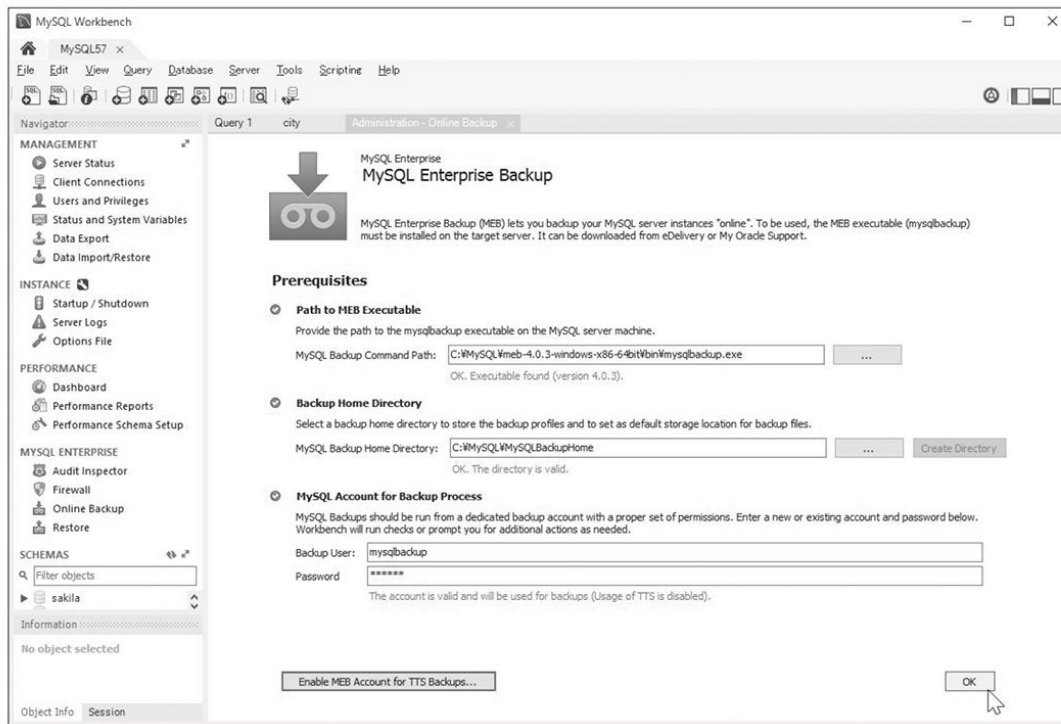 MySQL Workbench
MySQL57
File Edit View Query Database Server Tools Scripting Help
Navigator
MANAGEMENT
Server Status
Client Connections
Users and Privileges
Status and System Variables
Data Export
Data Import/Restore
INSTANCE
Startup / Shutdown
Server Logs
Options File
PERFORMANCE
Dashboard
Performance Reports
Performance Schema Setup
MYSQL ENTERPRISE
Audit Inspector
Firewall
Online Backup
Restore
SCHEMAS
Filter objects
sakila
Information
No object selected
Object Info Session
Query 1 city Administration - Online Backup
MySQL Enterprise
MySQL Enterprise Backup
MySQL Enterprise Backup (MEB) lets you backup your MySQL server instances "online". To be used, the MEB executable (mysqlbackup)
must be installed on the target server. It can be downloaded from eDelivery or My Oracle Support.
Prerequisites
Path to MEB Executable
Provide the path to the mysqlbackup executable on the MySQL server machine.
MySQL Backup Command Path: C:¥MySQL¥meb-4.0.3-windows-x86-64bit¥bin¥mysqlbackup.exe ...
OK. Executable found (version 4.0.3).
Backup Home Directory
Select a backup home directory to store the backup profiles and to set as default storage location for backup files.
MySQL Backup Home Directory: C:¥MySQL¥MySQLBackupHome ... Create Directory
OK. The directory is valid.
MySQL Account for Backup Process
MySQL Backups should be run from a dedicated backup account with a proper set of permissions. Enter a new or existing account and password below.
Workbench will run checks or prompt you for additional actions as needed.
Backup User: mysqlbackup
Password ******
The account is valid and will be used for backups (Usage of TTS is disabled).
Enable MEB Account for TTS Backups... OK